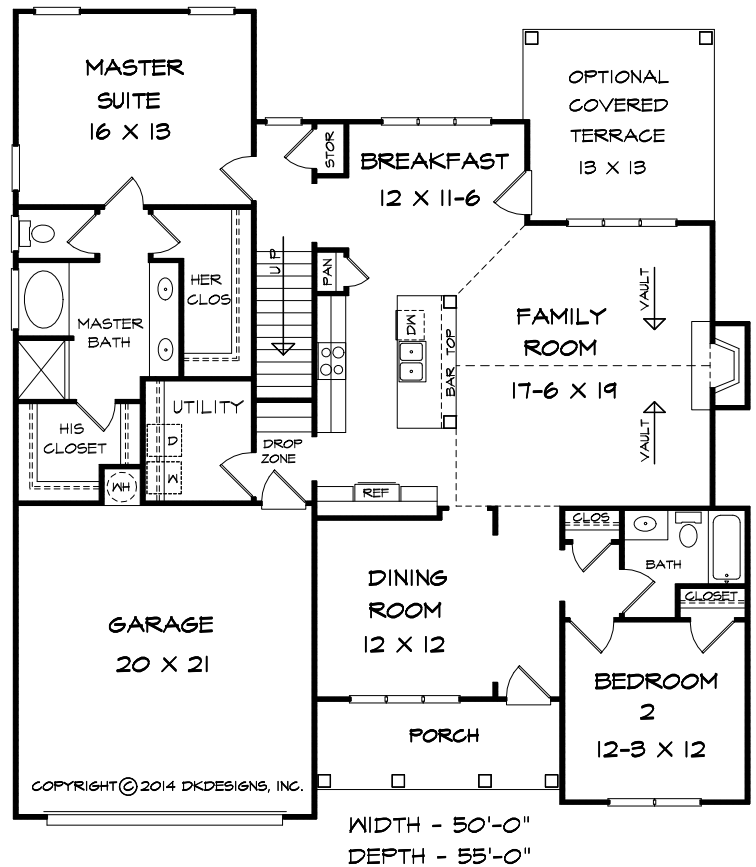 MASTER
SUITE
16 X 13
STOR
BREAKFAST
12 X 11-6
OPTIONAL
COVERED
TERRACE
13 X 13
UP
PAN
HER
CLOS
MASTER
BATH
DW
BAR TOP
FAMILY
ROOM
17-6 X 19
VAULT
VAULT
HIS
CLOSET
UTILITY
D
W
WH
DROP
ZONE
REF
CLOS
BATH
CLOSET
DINING
ROOM
12 X 12
GARAGE
20 X 21
BEDROOM
2
12-3 X 12
PORCH
COPYRIGHT © 2014 DKDESIGNS, INC.
WIDTH - 50'-0"
DEPTH - 55'-0"